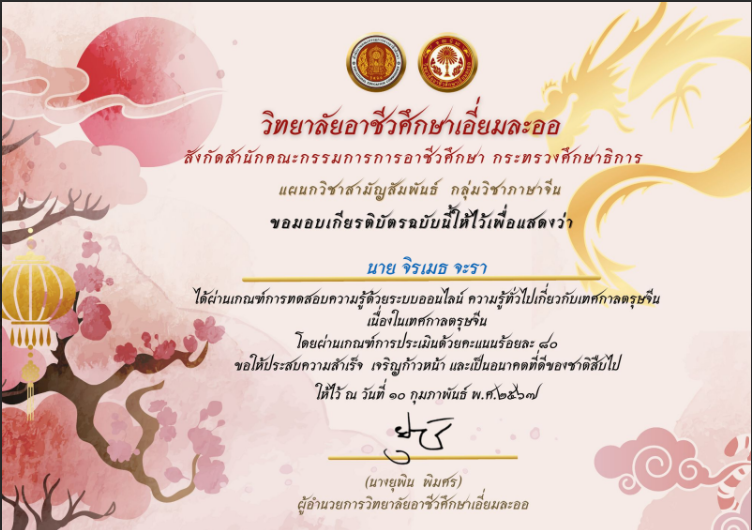 วิทยาลัยอาชีวศึกษาเอี่ยมละออ
สังกัดสำนักคณะกรรมการการอาชีวศึกษา กระทรวงศึกษาธิการ
แผนกวิชาสามัญสัมพันธ์ กลุ่มวิชาภาษาจีน
ขอมอบเกียรติบัตรฉบับนี้ให้ไว้เพื่อแสดงว่า
นาย จิรเมธ จะรา
ได้ผ่านเกณฑ์การทดสอบความรู้ด้วยระบบออนไลน์ ความรู้ทั่วไปเกี่ยวกับเทศกาลตรุษจีน
เนื่องในเทศกาลตรุษจีน
โดยผ่านเกณฑ์การประเมินด้วยคะแนนร้อยละ ๘๐
ขอให้ประสบความสำเร็จ เจริญก้าวหน้า และเป็นอนาคตที่ดีของชาติสืบไป
ให้ไว้ ณ วันที่ ๑๐ กุมภาพันธ์ พ.ศ.๒๕๖๗
(นางยุพิน พิมศร)
ผู้อำนวยการวิทยาลัยอาชีวศึกษาเอี่ยมละออ